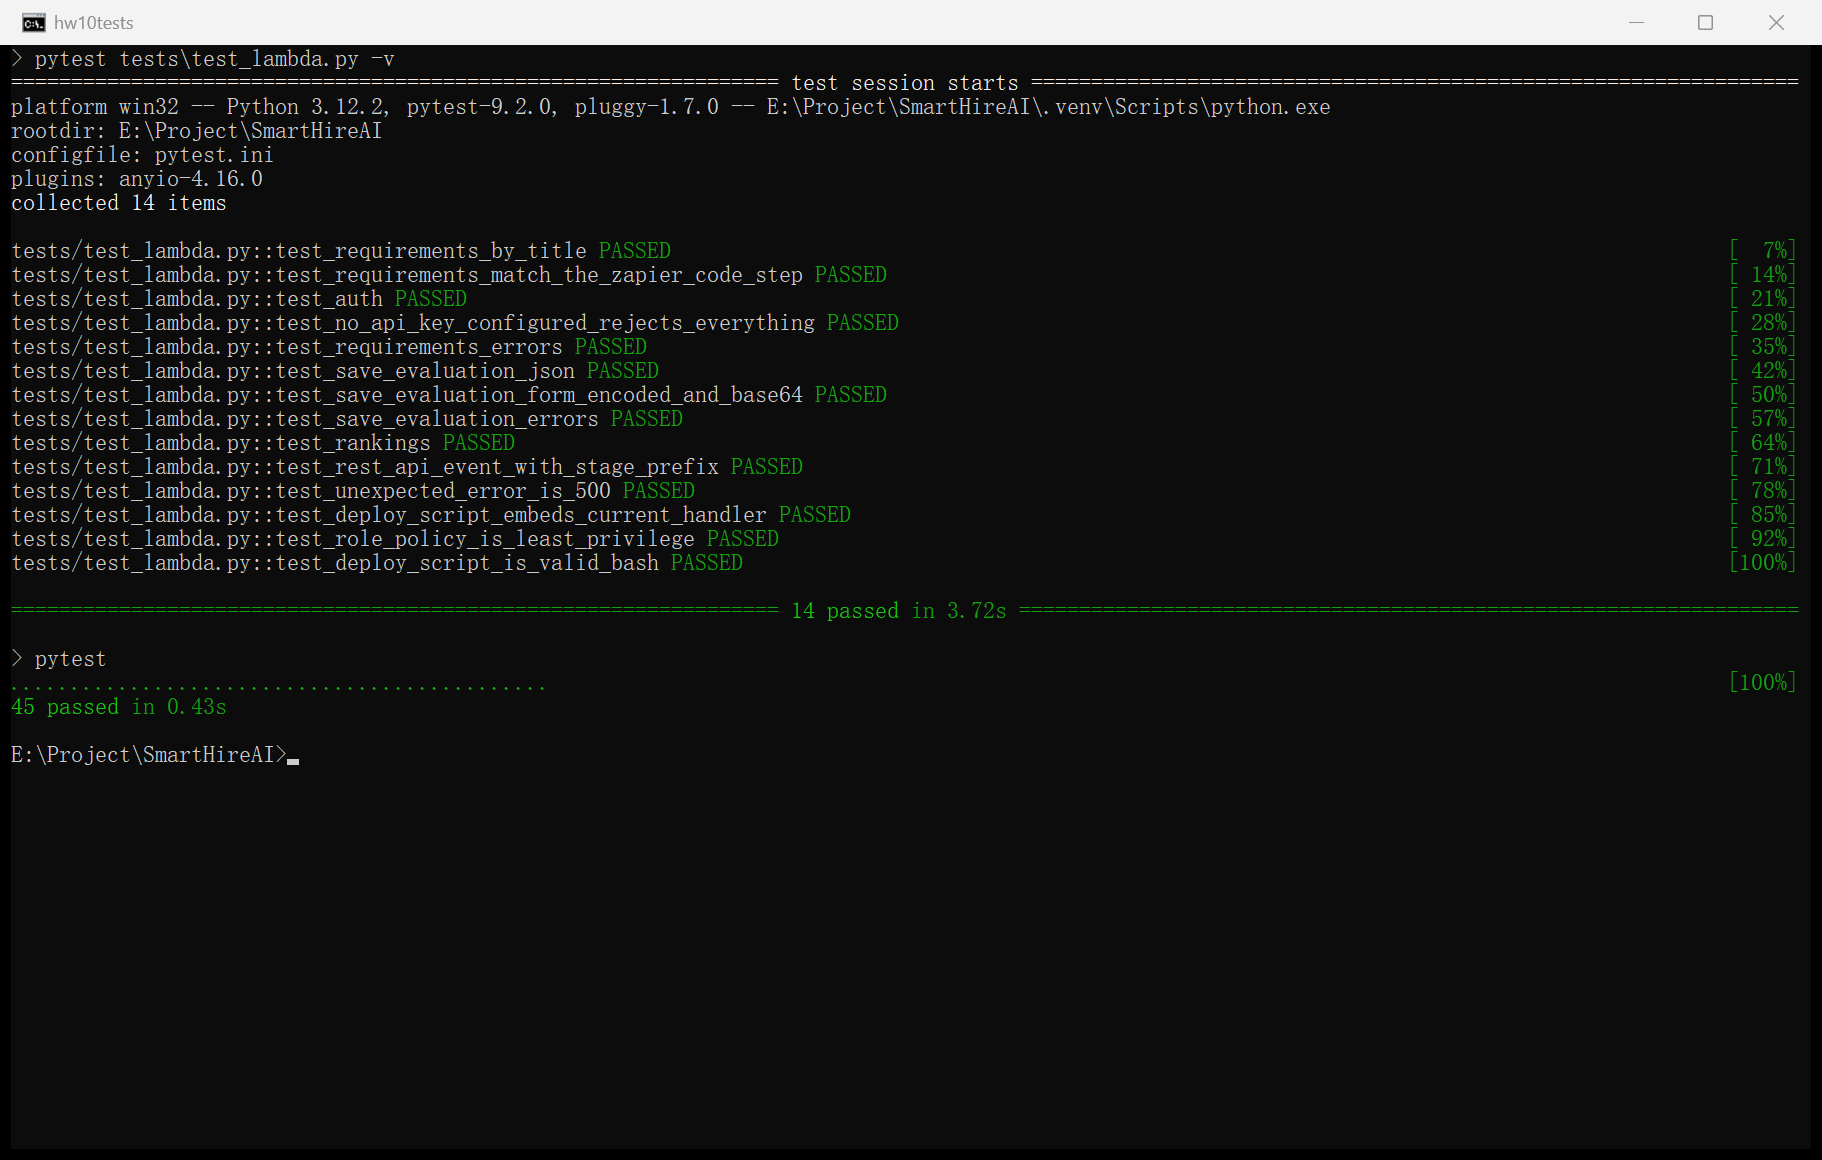 hw10tests
> pytest tests\test_lambda.py -v
================================================================ test session starts ================================================================
platform win32 -- Python 3.12.2, pytest-9.2.0, pluggy-1.7.0 -- E:\Project\SmartHireAI\.venv\Scripts\python.exe
rootdir: E:\Project\SmartHireAI
configfile: pytest.ini
plugins: anyio-4.16.0
collected 14 items
tests/test_lambda.py::test_requirements_by_title PASSED [  7%]
tests/test_lambda.py::test_requirements_match_the_zapier_code_step PASSED [ 14%]
tests/test_lambda.py::test_auth PASSED [ 21%]
tests/test_lambda.py::test_no_api_key_configured_rejects_everything PASSED [ 28%]
tests/test_lambda.py::test_requirements_errors PASSED [ 35%]
tests/test_lambda.py::test_save_evaluation_json PASSED [ 42%]
tests/test_lambda.py::test_save_evaluation_form_encoded_and_base64 PASSED [ 50%]
tests/test_lambda.py::test_save_evaluation_errors PASSED [ 57%]
tests/test_lambda.py::test_rankings PASSED [ 64%]
tests/test_lambda.py::test_rest_api_event_with_stage_prefix PASSED [ 71%]
tests/test_lambda.py::test_unexpected_error_is_500 PASSED [ 78%]
tests/test_lambda.py::test_deploy_script_embeds_current_handler PASSED [ 85%]
tests/test_lambda.py::test_role_policy_is_least_privilege PASSED [ 92%]
tests/test_lambda.py::test_deploy_script_is_valid_bash PASSED [100%]
================================================================ 14 passed in 3.72s =================================================================
> pytest
............................................. [100%]
45 passed in 0.43s
E:\Project\SmartHireAI>